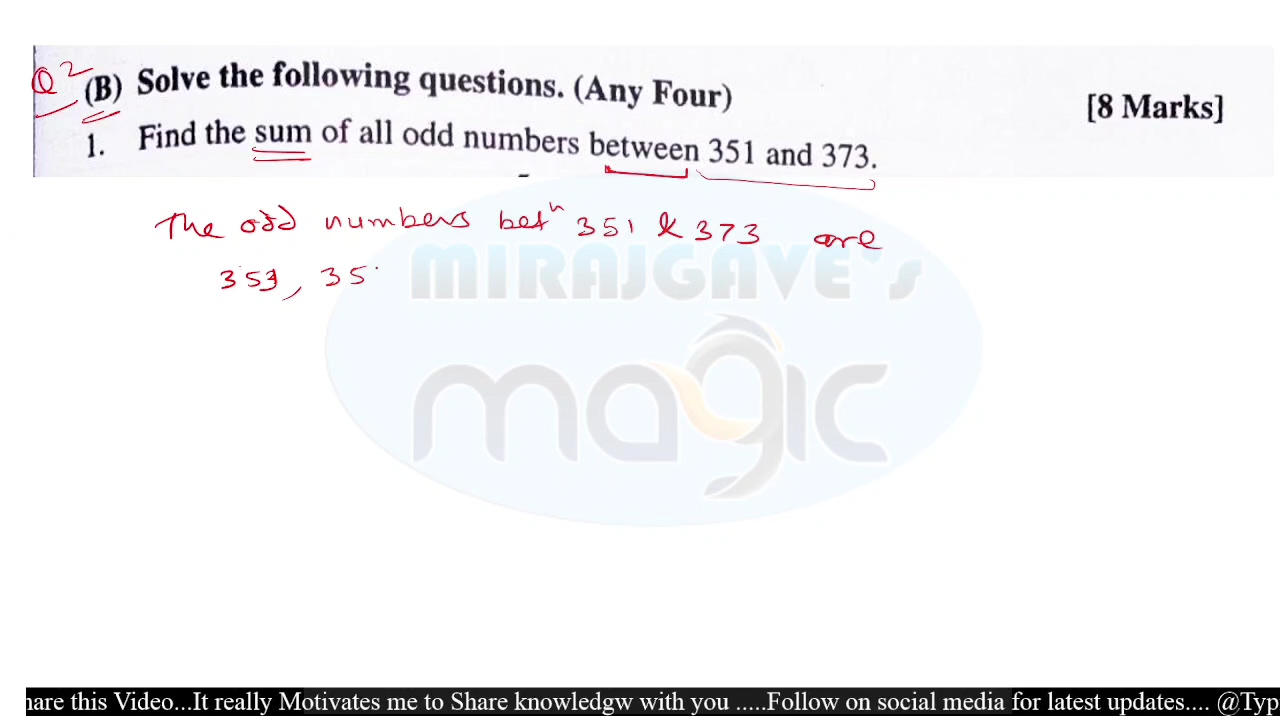 Q2
(B) Solve the following questions. (Any Four) [8 Marks]
1. Find the sum of all odd numbers between 351 and 373.
The odd numbers betn 351 & 373 are
353, 35
MIRAJGAVE's
magic
hare this Video...It really Motivates me to Share knowledgw with you .....Follow on social media for latest updates.... @Typ